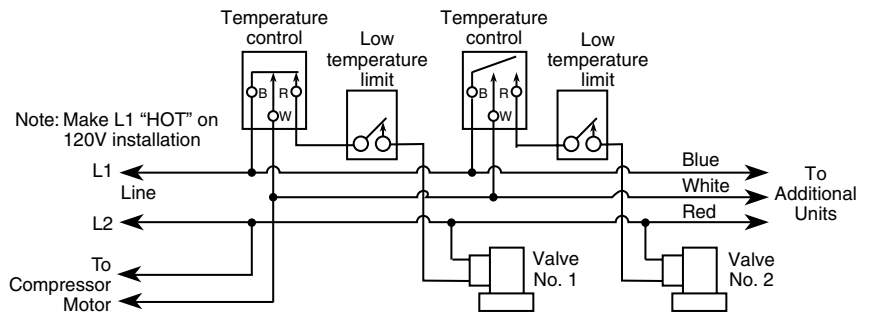 Temperature
control
Low
temperature
limit
Temperature
control
Low
temperature
limit
B R
W
B R
W
Note: Make L1 “HOT” on
120V installation
L1
Line
L2
To
Compressor
Motor
Blue
White
Red
To
Additional
Units
Valve
No. 1
Valve
No. 2